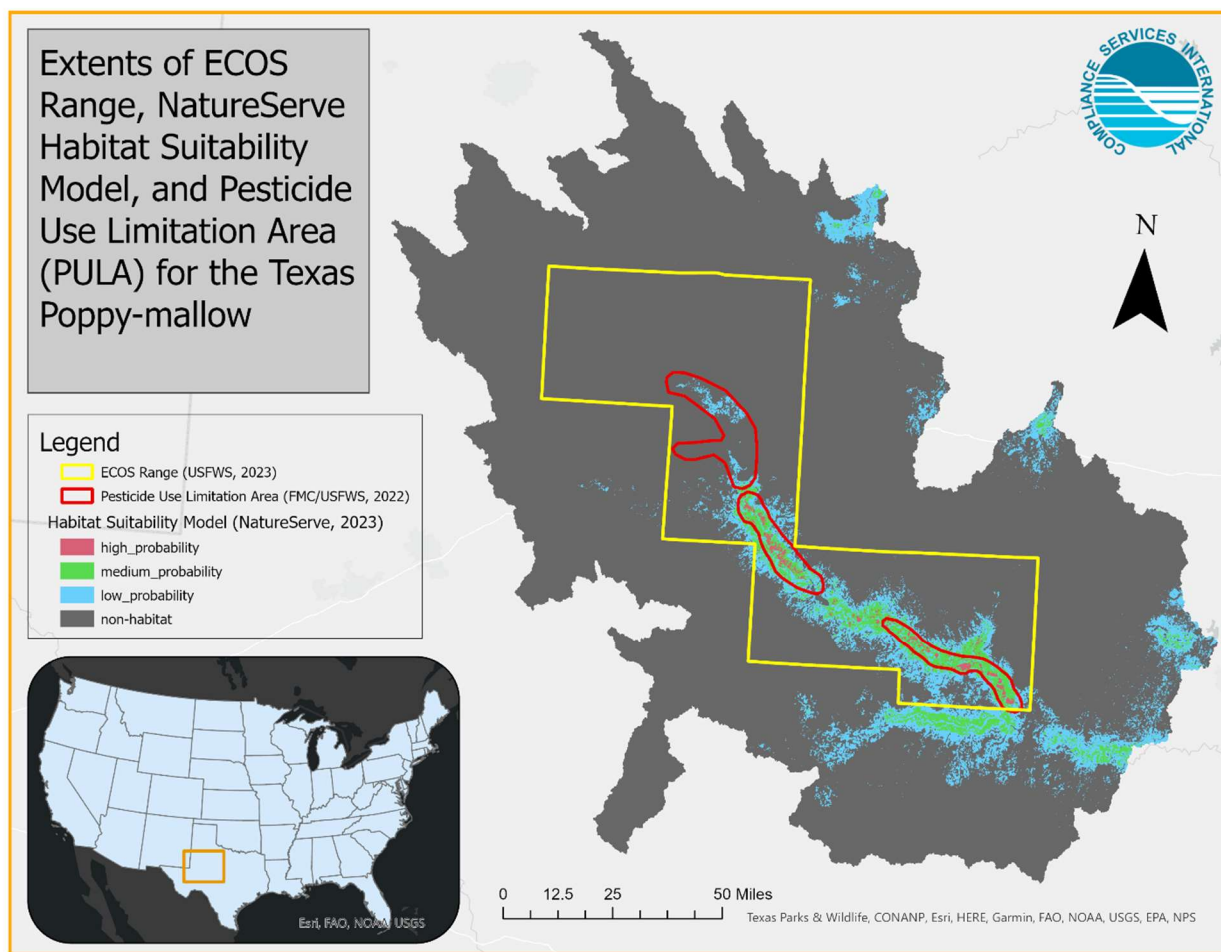 Extents of ECOS
Range, NatureServe
Habitat Suitability
Model, and Pesticide
Use Limitation Area
(PULA) for the Texas
Poppy-mallow
COMPLIANCE SERVICES INTERNATIONAL
N
Legend
ECOS Range (USFWS, 2023)
Pesticide Use Limitation Area (FMC/USFWS, 2022)
Habitat Suitability Model (NatureServe, 2023)
high_probability
medium_probability
low_probability
non-habitat
Esri, FAO, NOAA, USGS
0 12.5 25 50 Miles
Texas Parks & Wildlife, CONANP, Esri, HERE, Garmin, FAO, NOAA, USGS, EPA, NPS